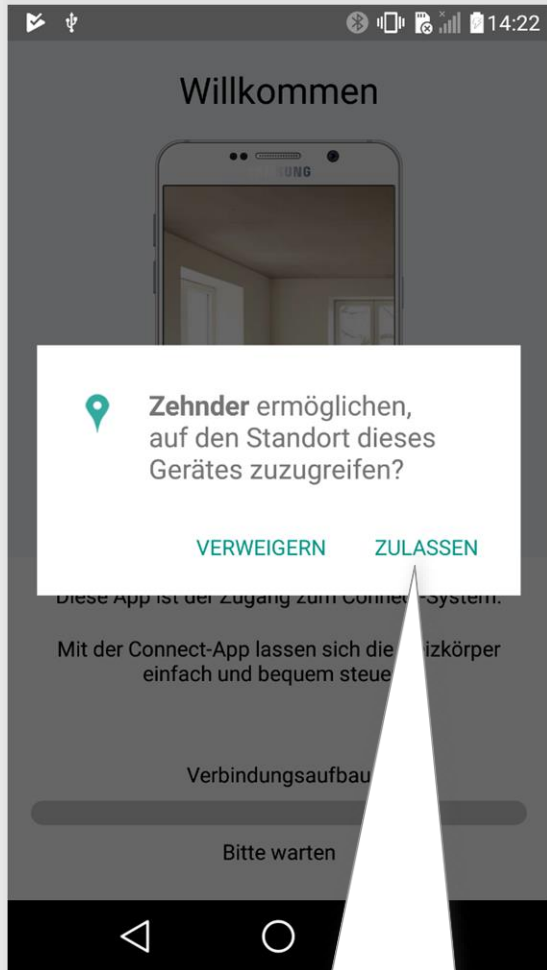 14:22
Willkommen
Zehnder ermöglichen,
auf den Standort dieses
Gerätes zuzugreifen?
VERWEIGERN ZULASSEN
Diese App ist der Zugang zum System.
Mit der Connect-App lassen sich die
einfach und bequem
Verbindungsaufbau
Bitte warten